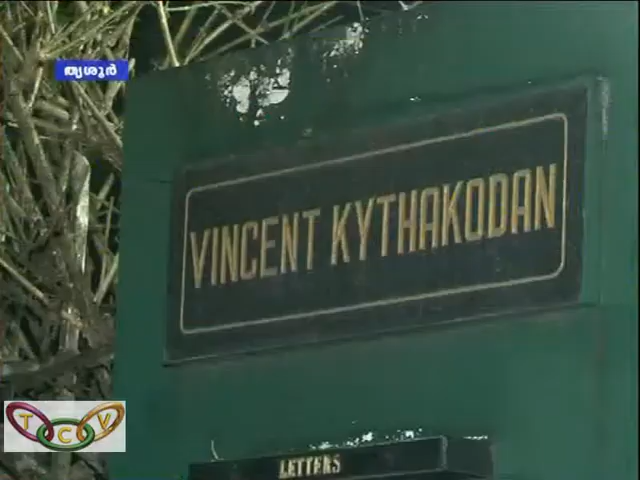 തൃശൂർ
VINCENT KYTHAKODAN
TCV
LETTERS